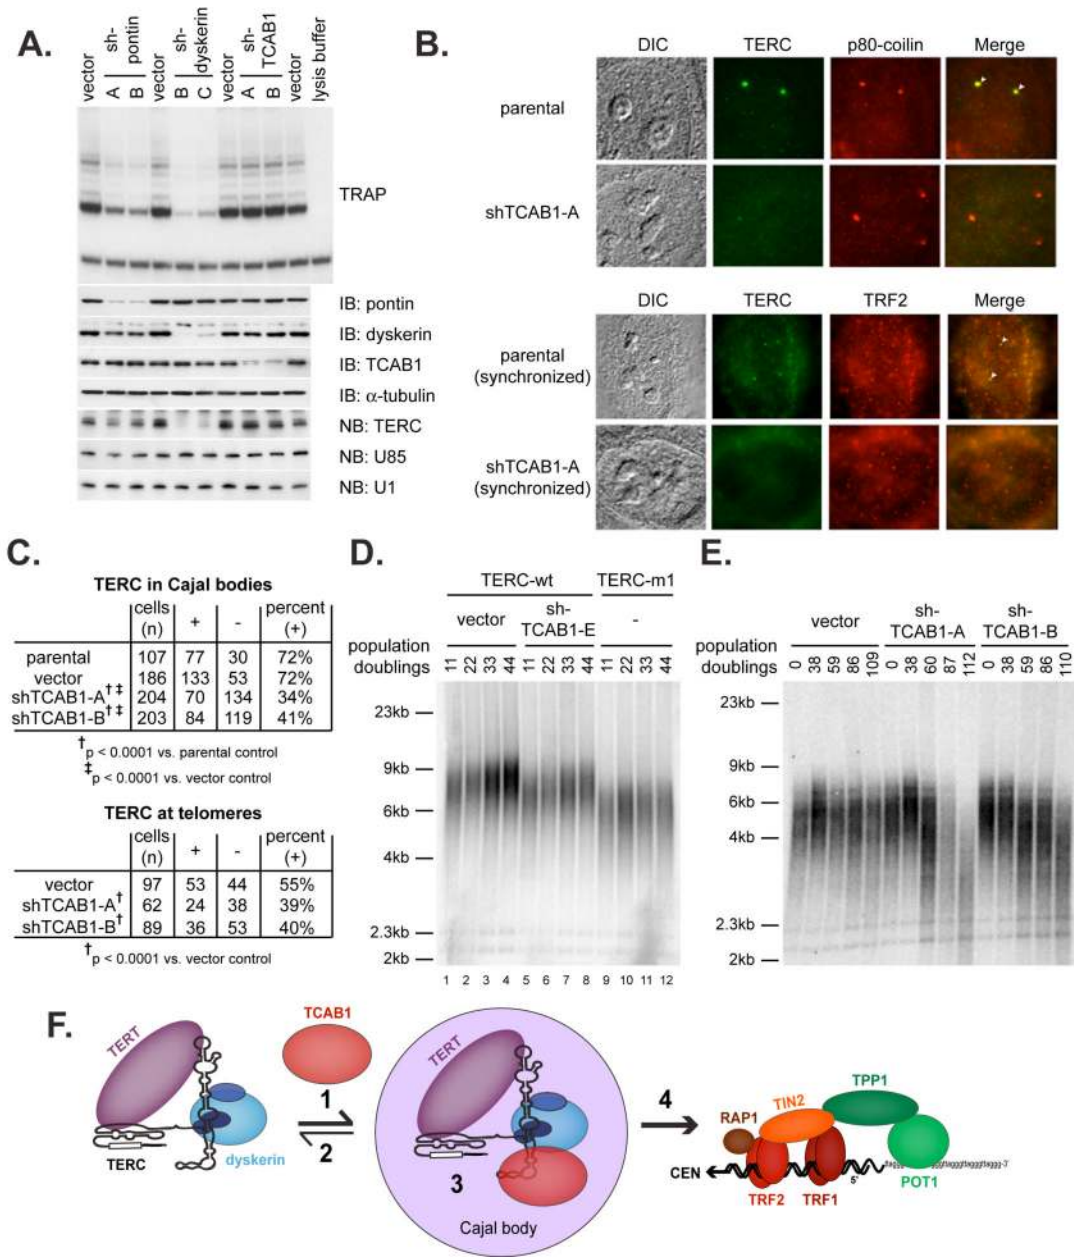 A.
vector
sh-
pontin
A
B
vector
sh-
dyskerin
B
C
vector
sh-
TCAB1
A
B
vector
lysis buffer
TRAP
IB: pontin
IB: dyskerin
IB: TCAB1
IB: α-tubulin
NB: TERC
NB: U85
NB: U1
B.
DIC TERC p80-coilin Merge
parental
shTCAB1-A
DIC TERC TRF2 Merge
parental
(synchronized)
shTCAB1-A
(synchronized)
C.
TERC in Cajal bodies
cells (n) + - percent (+)
parental 107 77 30 72%
vector 186 133 53 72%
shTCAB1-A†‡ 204 70 134 34%
shTCAB1-B†‡ 203 84 119 41%
†p < 0.0001 vs. parental control
‡p < 0.0001 vs. vector control
TERC at telomeres
cells (n) + - percent (+)
vector 97 53 44 55%
shTCAB1-A† 62 24 38 39%
shTCAB1-B† 89 36 53 40%
†p < 0.0001 vs. vector control
D.
TERC-wt TERC-m1
vector sh-TCAB1-E -
population doublings 11 22 33 44 11 22 33 44 11 22 33 44
23kb
9kb
6kb
4kb
2.3kb
2kb
1 2 3 4 5 6 7 8 9 10 11 12
E.
vector sh-TCAB1-A sh-TCAB1-B
population doublings 0 38 59 86 109 0 38 60 87 112 0 38 59 86 110
23kb
9kb
6kb
4kb
2.3kb
2kb
F.
TERT
TERC
dyskerin
TCAB1
1
2
TERT
3
Cajal body
4
RAP1
TIN2
TPP1
CEN
TRF2
TRF1
5'
POT1